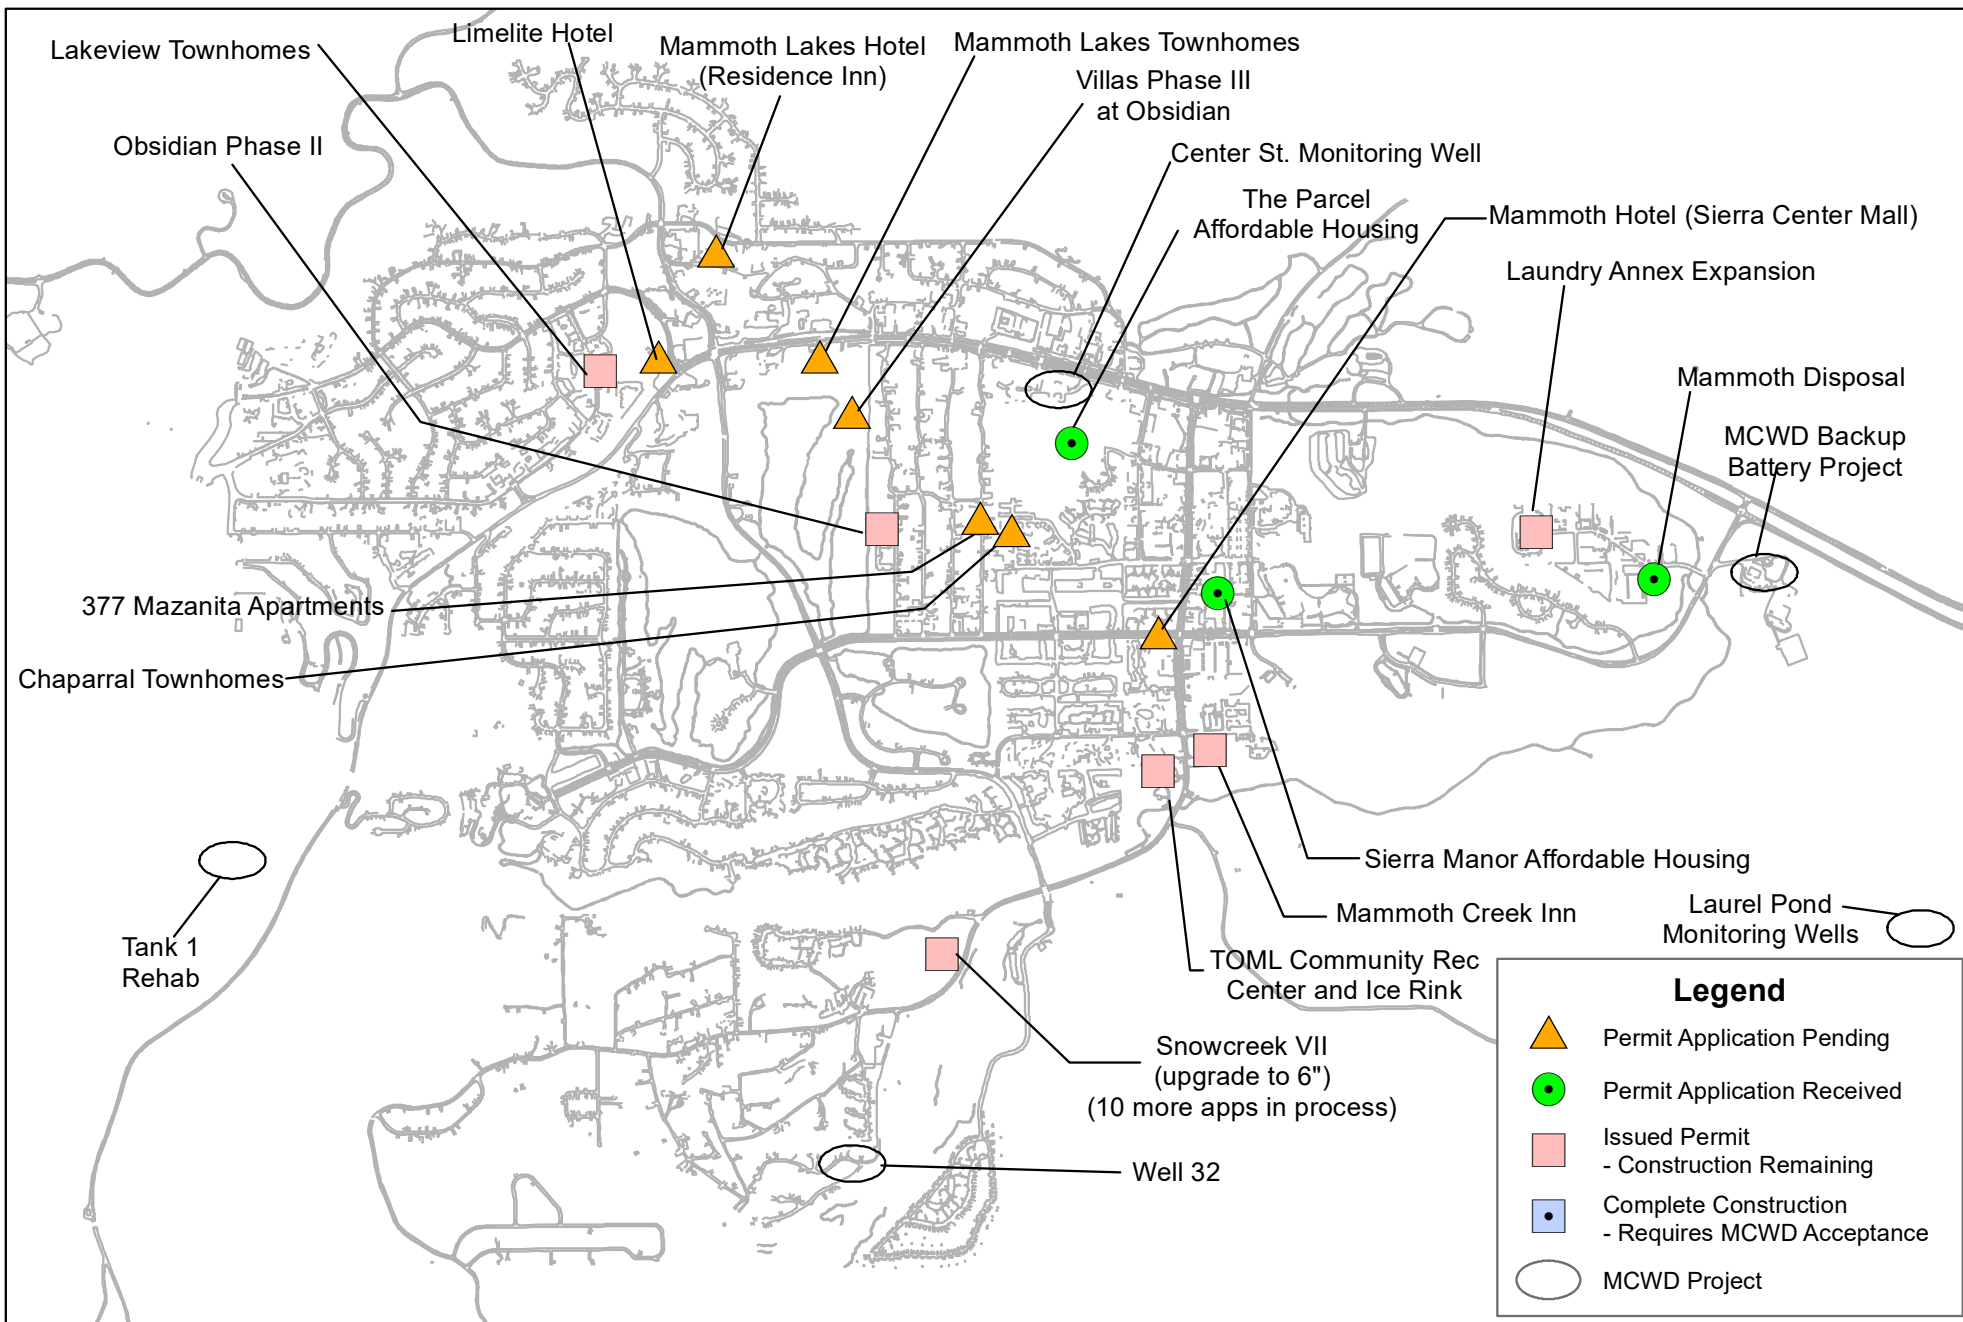 Lakeview Townhomes
Limelite Hotel
Mammoth Lakes Hotel
(Residence Inn)
Mammoth Lakes Townhomes
Villas Phase III
at Obsidian
Obsidian Phase II
Center St. Monitoring Well
The Parcel
Affordable Housing
Mammoth Hotel (Sierra Center Mall)
Laundry Annex Expansion
Mammoth Disposal
MCWD Backup
Battery Project
377 Mazanita Apartments
Chaparral Townhomes
Sierra Manor Affordable Housing
Mammoth Creek Inn
Laurel Pond
Monitoring Wells
Tank 1
Rehab
TOML Community Rec
Center and Ice Rink
Snowcreek VII
(upgrade to 6")
(10 more apps in process)
Well 32
Legend
Permit Application Pending
Permit Application Received
Issued Permit
- Construction Remaining
Complete Construction
- Requires MCWD Acceptance
MCWD Project